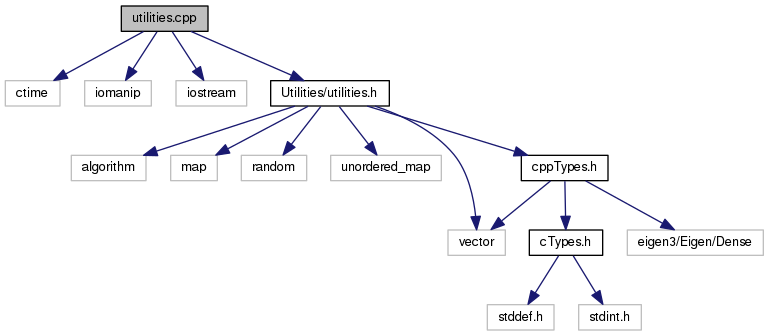 utilities.cpp
ctime
iomanip
iostream
Utilities/utilities.h
algorithm
map
random
unordered_map
cppTypes.h
vector
cTypes.h
eigen3/Eigen/Dense
stddef.h
stdint.h